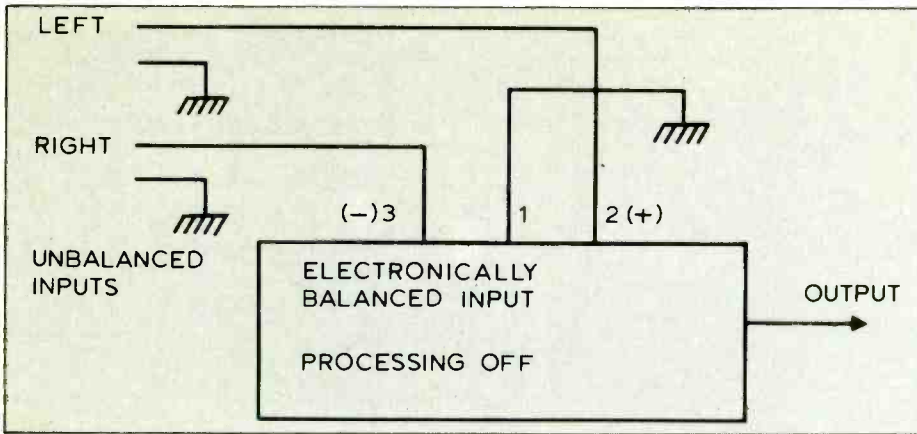 LEFT
RIGHT
(−)3
1
2(+)
UNBALANCED
INPUTS
ELECTRONICALLY
BALANCED INPUT
OUTPUT
PROCESSING OFF